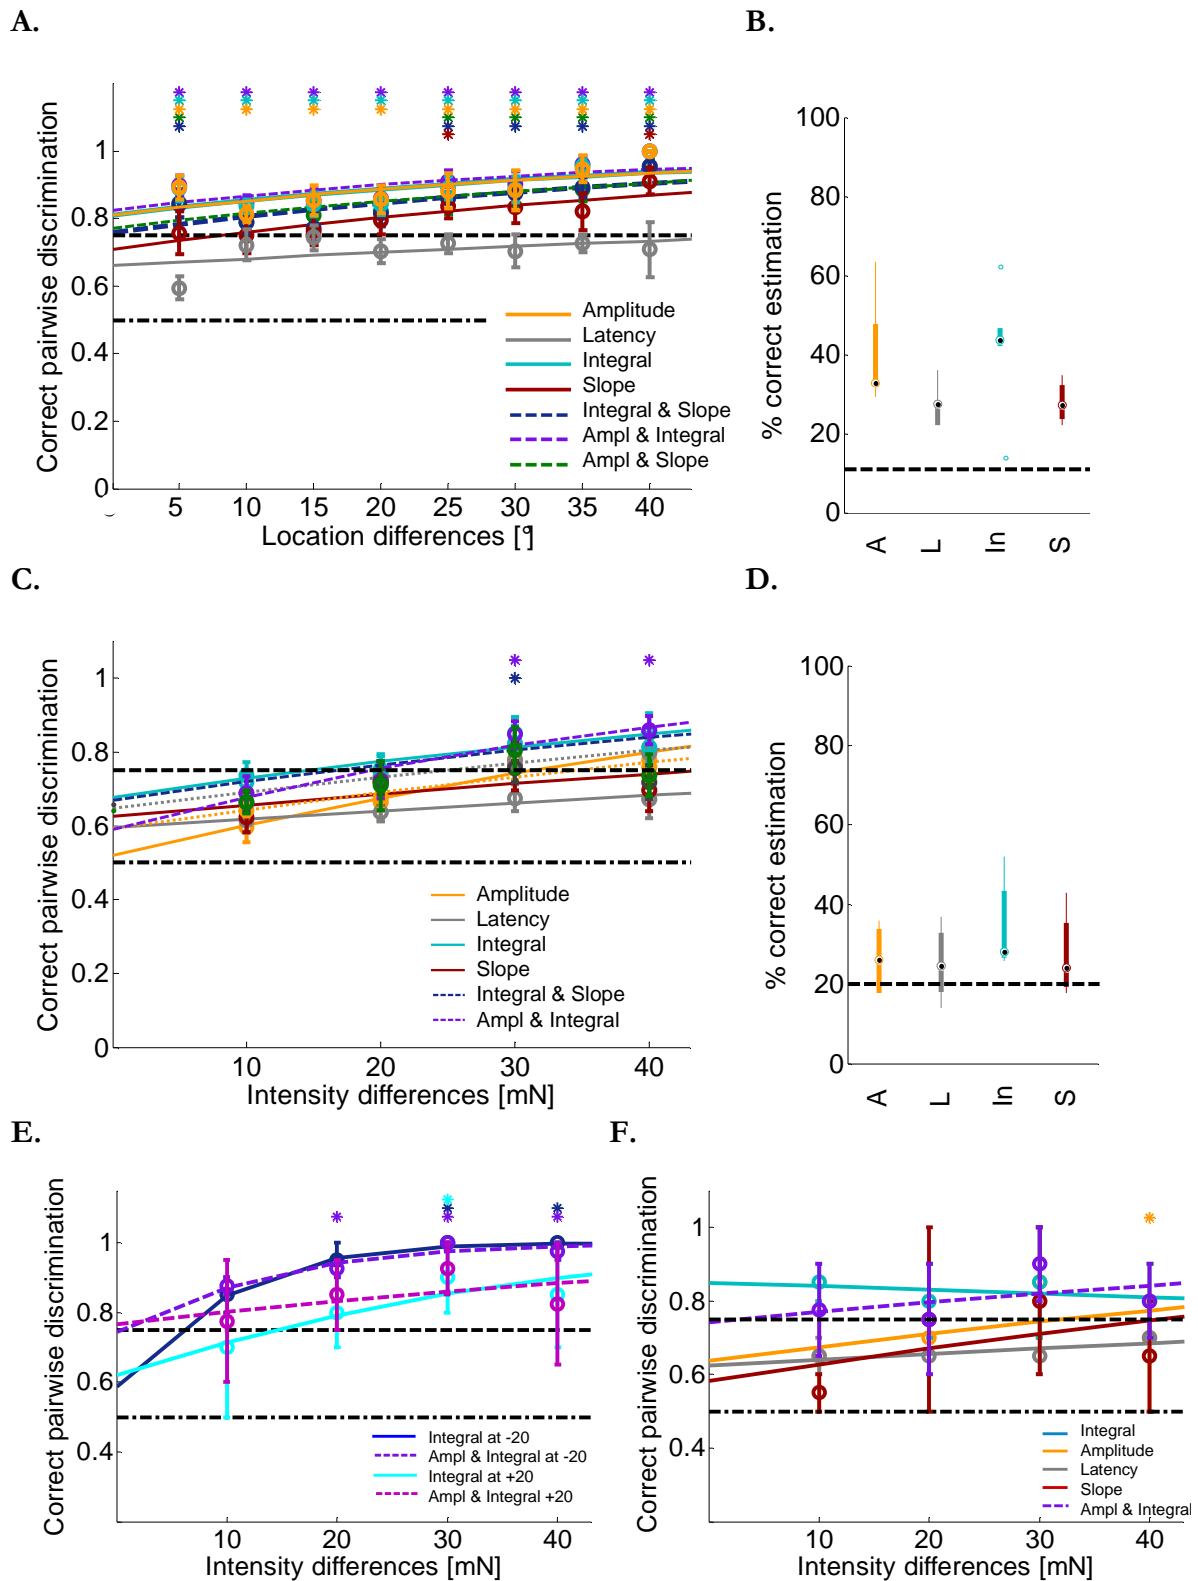 A.
B.
Correct pairwise discrimination
1
0.8
0.6
0.4
0.2
0
5
10
15
20
25
30
35
40
Location differences [°]
Amplitude
Latency
Integral
Slope
Integral & Slope
Ampl & Integral
Ampl & Slope
% correct estimation
100
80
60
40
20
0
A
L
In
S
C.
D.
Correct pairwise discrimination
1
0.8
0.6
0.4
0.2
0
10
20
30
40
Intensity differences [mN]
Amplitude
Latency
Integral
Slope
Integral & Slope
Ampl & Integral
% correct estimation
100
80
60
40
20
0
A
L
In
S
E.
F.
Correct pairwise discrimination
1
0.8
0.6
0.4
10
20
30
40
Intensity differences [mN]
Integral at -20
Ampl & Integral at -20
Integral at +20
Ampl & Integral +20
Correct pairwise discrimination
1
0.8
0.6
0.4
10
20
30
40
Intensity differences [mN]
Integral
Amplitude
Latency
Slope
Ampl & Integral